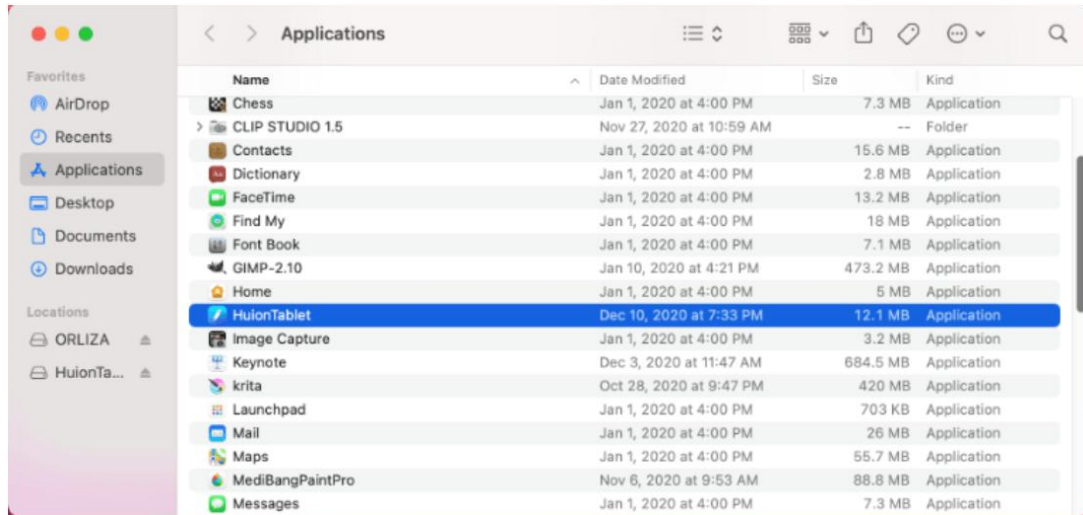 Applications
Favorites
AirDrop
Recents
Applications
Desktop
Documents
Downloads
Locations
ORLIZA
HuionTa...
Name Date Modified Size Kind
Chess Jan 1, 2020 at 4:00 PM 7.3 MB Application
CLIP STUDIO 1.5 Nov 27, 2020 at 10:59 AM -- Folder
Contacts Jan 1, 2020 at 4:00 PM 15.6 MB Application
Dictionary Jan 1, 2020 at 4:00 PM 2.8 MB Application
FaceTime Jan 1, 2020 at 4:00 PM 13.2 MB Application
Find My Jan 1, 2020 at 4:00 PM 18 MB Application
Font Book Jan 1, 2020 at 4:00 PM 7.1 MB Application
GIMP-2.10 Jan 10, 2020 at 4:21 PM 473.2 MB Application
Home Jan 1, 2020 at 4:00 PM 5 MB Application
HuionTablet Dec 10, 2020 at 7:33 PM 12.1 MB Application
Image Capture Jan 1, 2020 at 4:00 PM 3.2 MB Application
Keynote Dec 3, 2020 at 11:47 AM 684.5 MB Application
krita Oct 28, 2020 at 9:47 PM 420 MB Application
Launchpad Jan 1, 2020 at 4:00 PM 703 KB Application
Mail Jan 1, 2020 at 4:00 PM 26 MB Application
Maps Jan 1, 2020 at 4:00 PM 55.7 MB Application
MediBangPaintPro Nov 6, 2020 at 9:53 AM 88.8 MB Application
Messages Jan 1, 2020 at 4:00 PM 7.3 MB Application